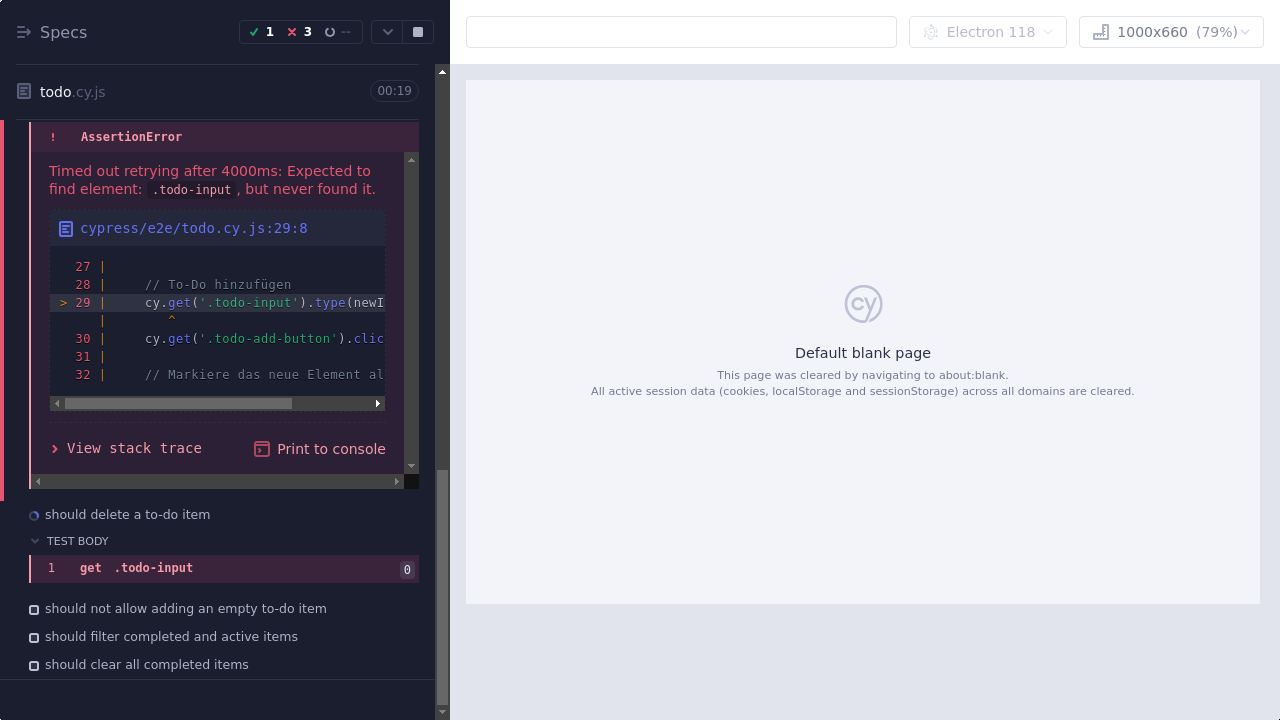 Specs
1
3
--
Electron 118
1000x660 (79%)
todo.cy.js
00:19
! AssertionError
Timed out retrying after 4000ms: Expected to
find element: .todo-input, but never found it.
cypress/e2e/todo.cy.js:29:8
27 |
28 | // To-Do hinzufügen
> 29 | cy.get('.todo-input').type(newI
| ^
30 | cy.get('.todo-add-button').clic
31 |
32 | // Markiere das neue Element al
View stack trace
Print to console
should delete a to-do item
TEST BODY
1 get .todo-input 0
should not allow adding an empty to-do item
should filter completed and active items
should clear all completed items
cy
Default blank page
This page was cleared by navigating to about:blank.
All active session data (cookies, localStorage and sessionStorage) across all domains are cleared.